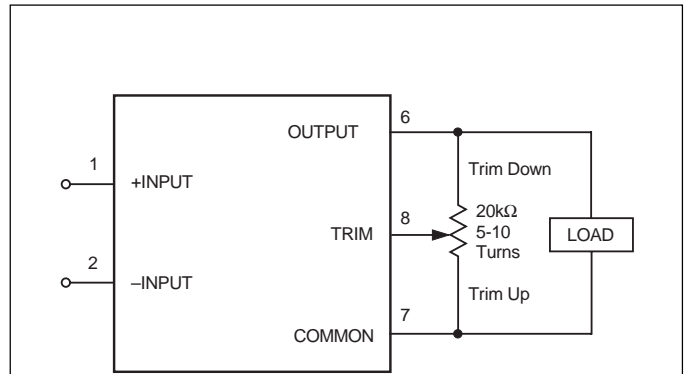 6
OUTPUT
Trim Down
1
+INPUT
20kΩ
8
5-10
TRIM
LOAD
Turns
2
–INPUT
Trim Up
7
COMMON